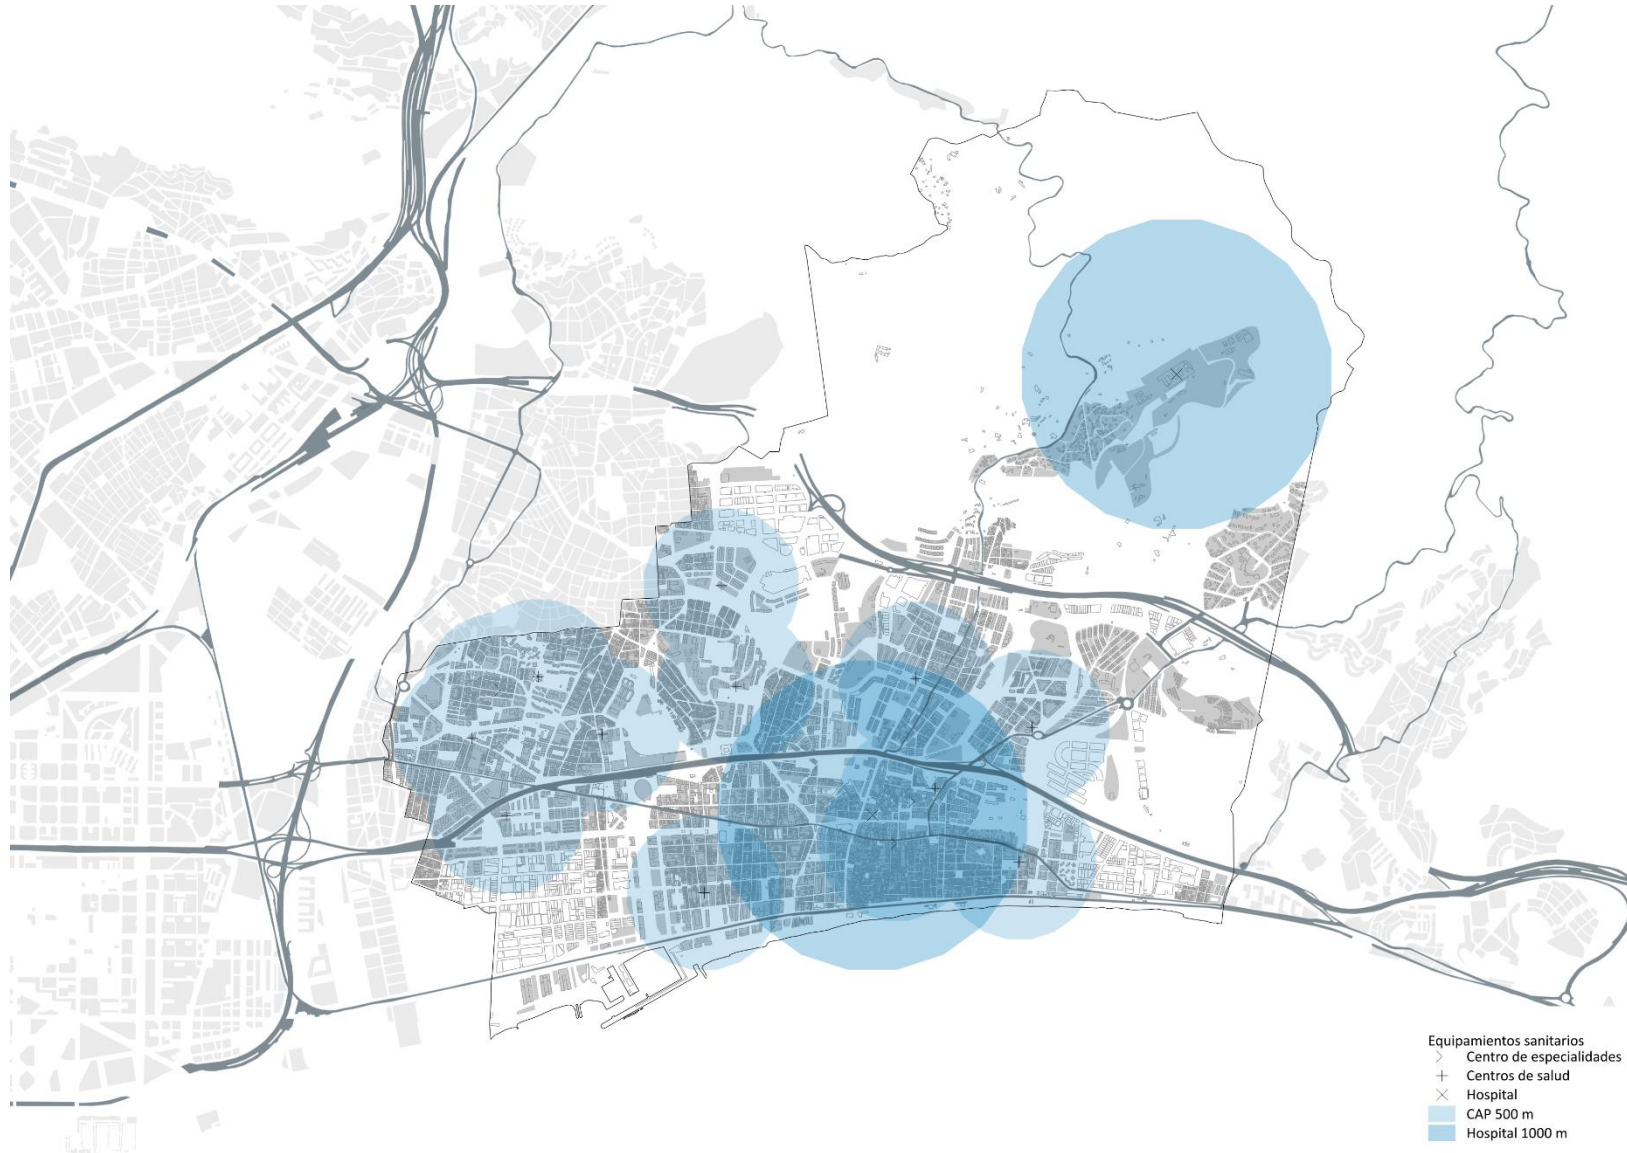 Equipamientos sanitarios
Centro de especialidades
Centros de salud
Hospital
CAP 500 m
Hospital 1000 m